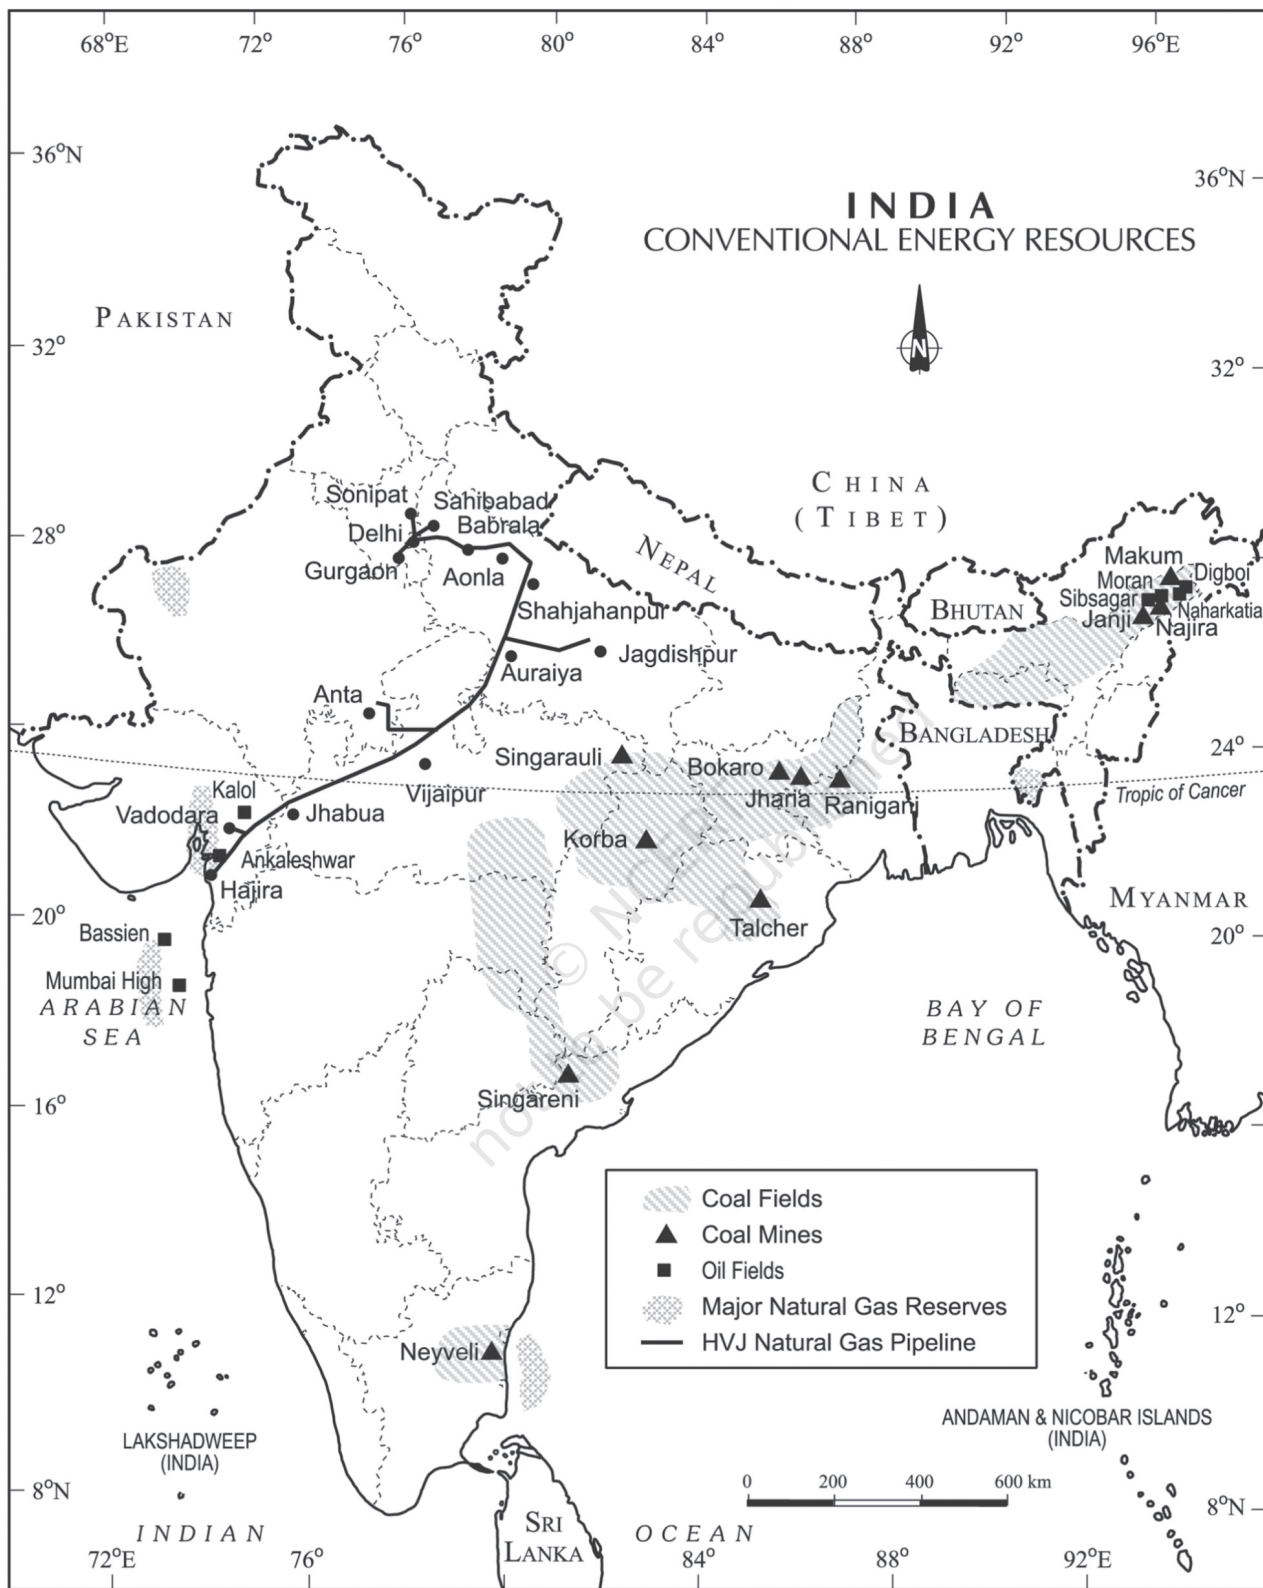 68°E 72° 76° 80° 84° 88° 92° 96°E
36°N
36°N
INDIA
CONVENTIONAL ENERGY RESOURCES
PAKISTAN
N
32°
32°
CHINA
(TIBET)
Sonipat
Sahibabad
Delhi
Babrala
28°
NEPAL
Makum
Gurgaon
Aonla
Moran
Digboi
Sibsagar
Shahjahanpur
BHUTAN
Naharkatia
Janji
Najira
Jagdishpur
Auraiya
Anta
BANGLADESH
24°
Singarauli
Bokaro
Kalol
Vijaipur
Jharia
Raniganj
Tropic of Cancer
Vadodara
Jhabua
Korba
Ankaleshwar
Hajira
MYANMAR
20°
Talcher
20°
Bassien
Mumbai High
ARABIAN
SEA
BAY OF
BENGAL
© NCERT
not to be republished
Singareni
16°
Coal Fields
Coal Mines
Oil Fields
Major Natural Gas Reserves
HVJ Natural Gas Pipeline
12°
12°
Neyveli
ANDAMAN & NICOBAR ISLANDS
(INDIA)
LAKSHADWEEP
(INDIA)
0 200 400 600 km
8°N
8°N
INDIAN
OCEAN
SRI
LANKA
72°E 76° 84° 88° 92°E